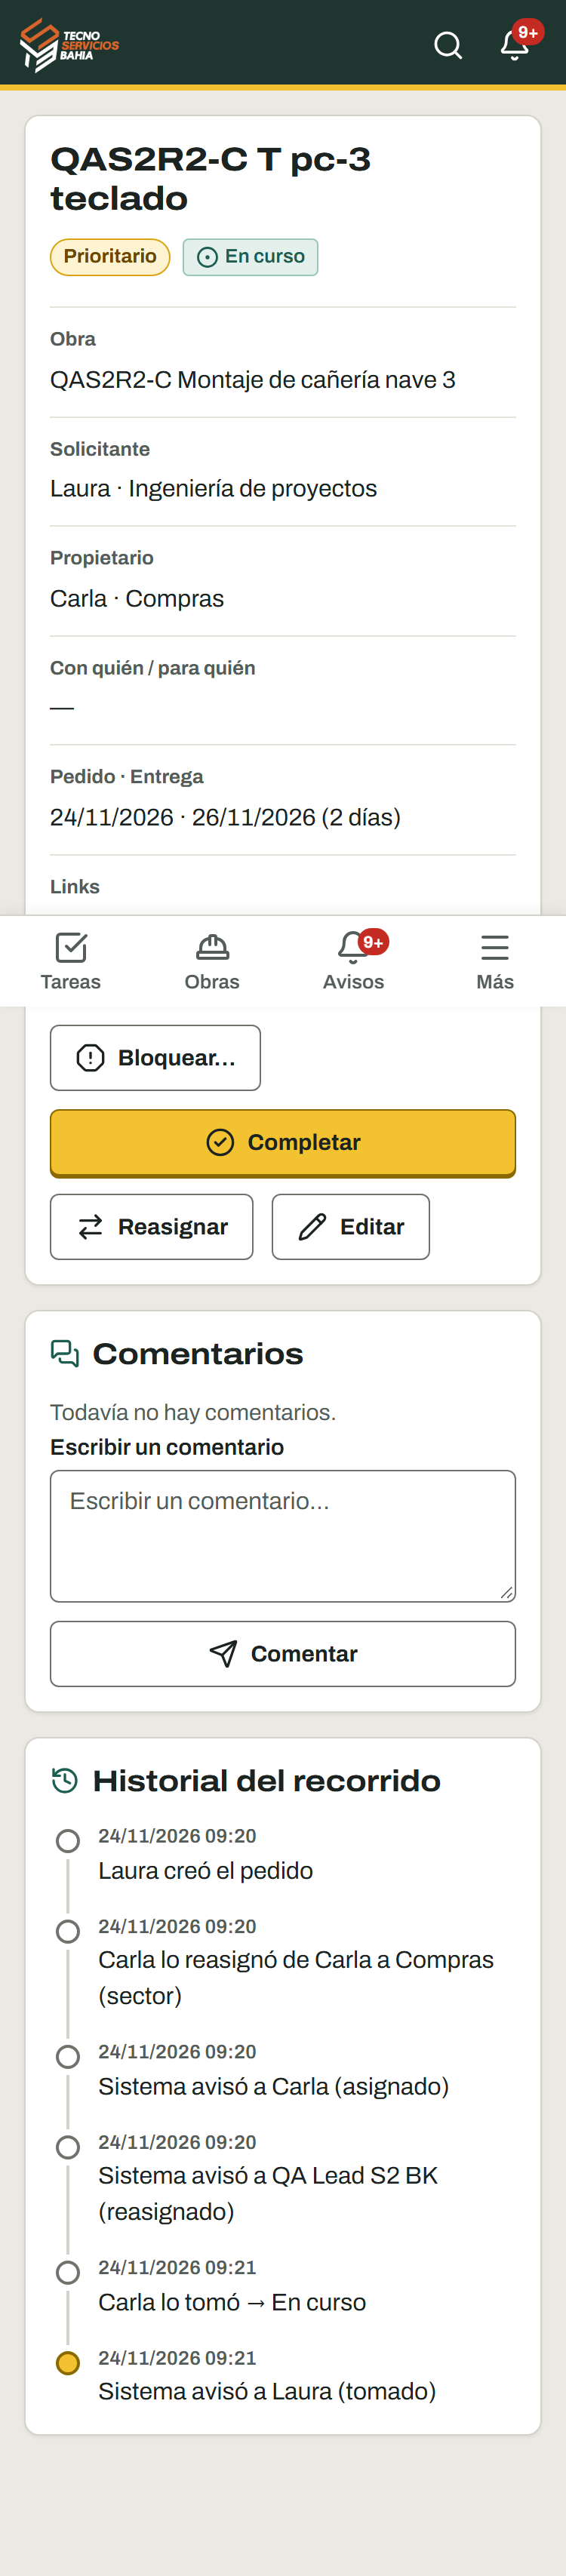 TECNO
SERVICIOS
BAHIA
9+
QAS2R2-C T pc-3
teclado
Prioritario
En curso
Obra
QAS2R2-C Montaje de cañería nave 3
Solicitante
Laura · Ingeniería de proyectos
Propietario
Carla · Compras
Con quién / para quién
—
Pedido · Entrega
24/11/2026 · 26/11/2026 (2 días)
Links
9+
Tareas Obras Avisos Más
Bloquear...
Completar
Reasignar Editar
Comentarios
Todavía no hay comentarios.
Escribir un comentario
Escribir un comentario...
Comentar
Historial del recorrido
24/11/2026 09:20
Laura creó el pedido
24/11/2026 09:20
Carla lo reasignó de Carla a Compras
(sector)
24/11/2026 09:20
Sistema avisó a Carla (asignado)
24/11/2026 09:20
Sistema avisó a QA Lead S2 BK
(reasignado)
24/11/2026 09:21
Carla lo tomó → En curso
24/11/2026 09:21
Sistema avisó a Laura (tomado)